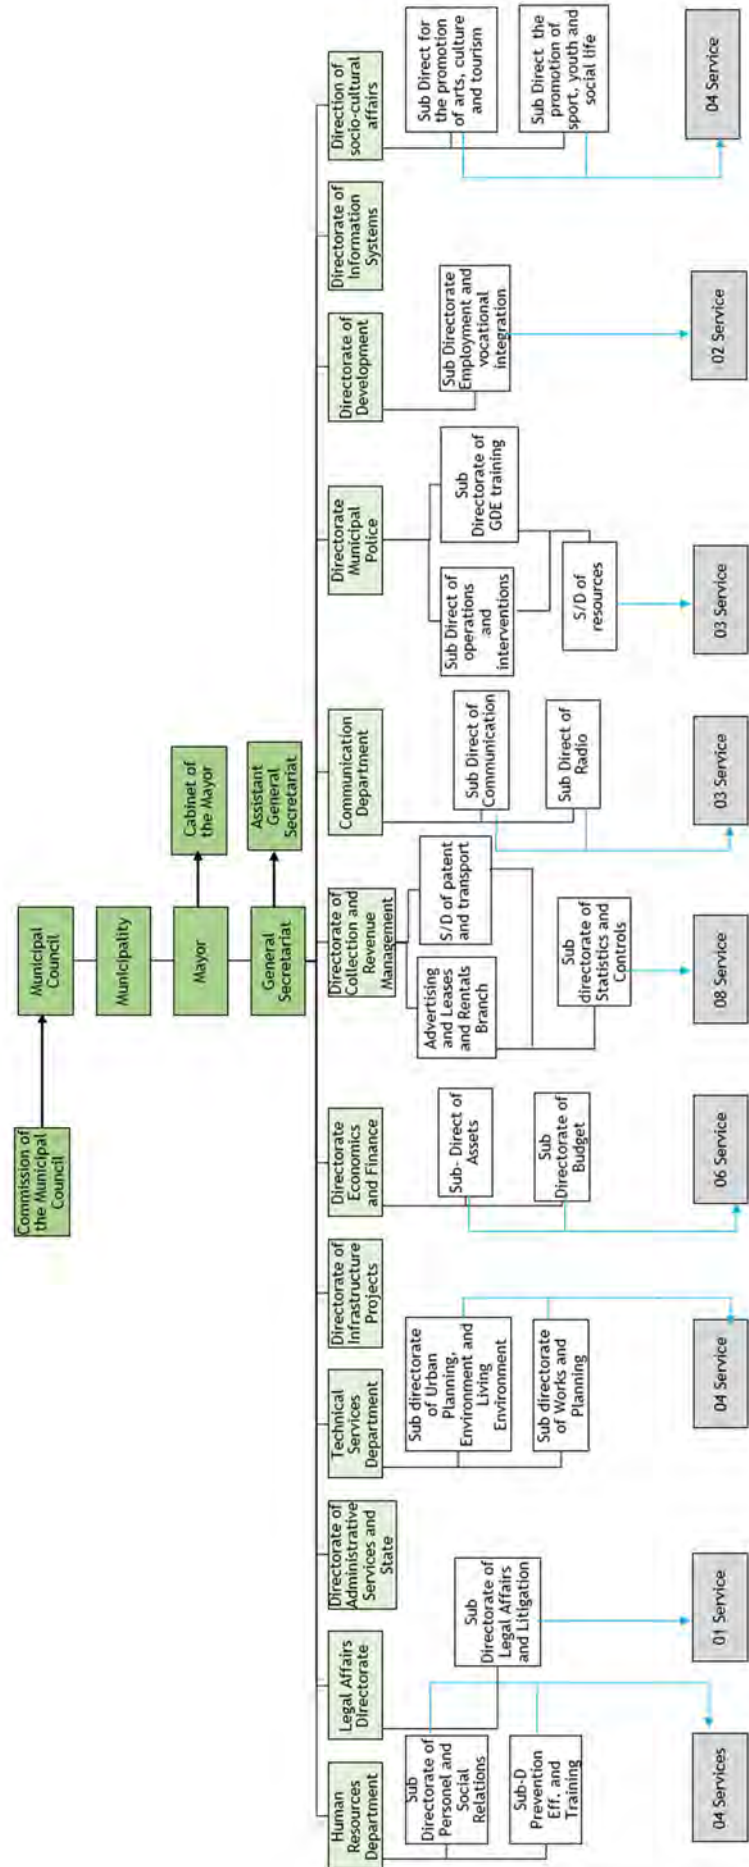 Commission of
the Municipal
Council
Municipal
Council
Municipality
Mayor
Cabinet of
the Mayor
General
Secretariat
Assistant
General
Secretariat
Human
Resources
Department
Legal Affairs
Directorate
Directorate of
Administrative
Services and
State
Technical
Services
Department
Directorate of
Infrastructure
Projects
Directorate
Economics
and Finance
Directorate of
Collection and
Revenue
Management
Communication
Department
Directorate
Municipal
Police
Directorate of
Development
Directorate of
Information
Systems
Direction of
socio-cultural
affairs
Sub
Directorate of
Personel and
Social
Relations
Sub-D
Prevention
Eff. and
Training
Sub
Directorate of
Legal Affairs
and Litigation
Sub directorate
of Urban
Planning,
Environment and
Living
Environment
Sub directorate
of Works and
Planning
Sub- Direct of
Assets
Sub
Directorate of
Budget
Advertising
and Leases
and Rentals
Branch
S/D of patent
and transport
Sub
directorate of
Statistics and
Controls
Sub Direct of
Communication
Sub Direct of
Radio
Sub Direct of
operations
and
interventions
Sub
Directorate of
GDE training
S/D of
resources
Sub Directorate
Employment and
vocational
integration
Sub Direct for
the promotion
of arts, culture
and tourism
Sub Direct  the
promotion of
sport, youth and
social life
04 Services
01 Service
04 Service
06 Service
08 Service
03 Service
03 Service
02 Service
04 Service